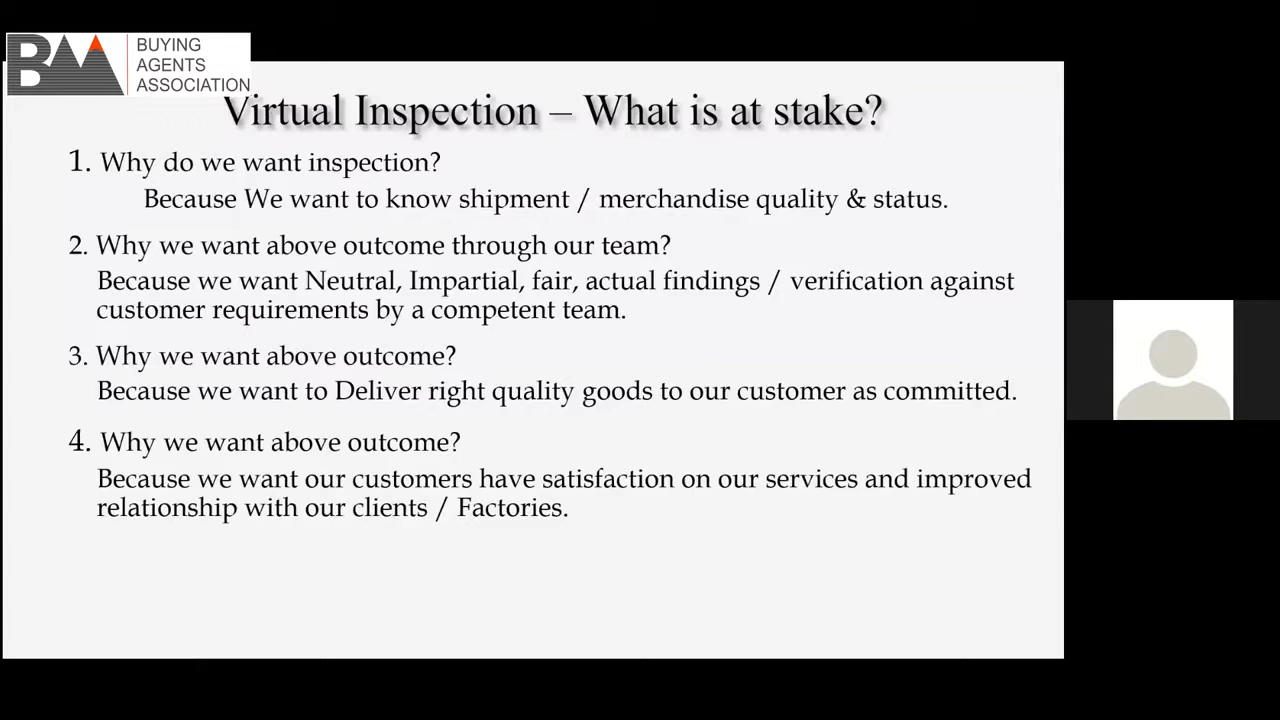 BAA BUYING
AGENTS
ASSOCIATION
Virtual Inspection – What is at stake?
1. Why do we want inspection?
Because We want to know shipment / merchandise quality & status.
2. Why we want above outcome through our team?
Because we want Neutral, Impartial, fair, actual findings / verification against
customer requirements by a competent team.
3. Why we want above outcome?
Because we want to Deliver right quality goods to our customer as committed.
4. Why we want above outcome?
Because we want our customers have satisfaction on our services and improved
relationship with our clients / Factories.